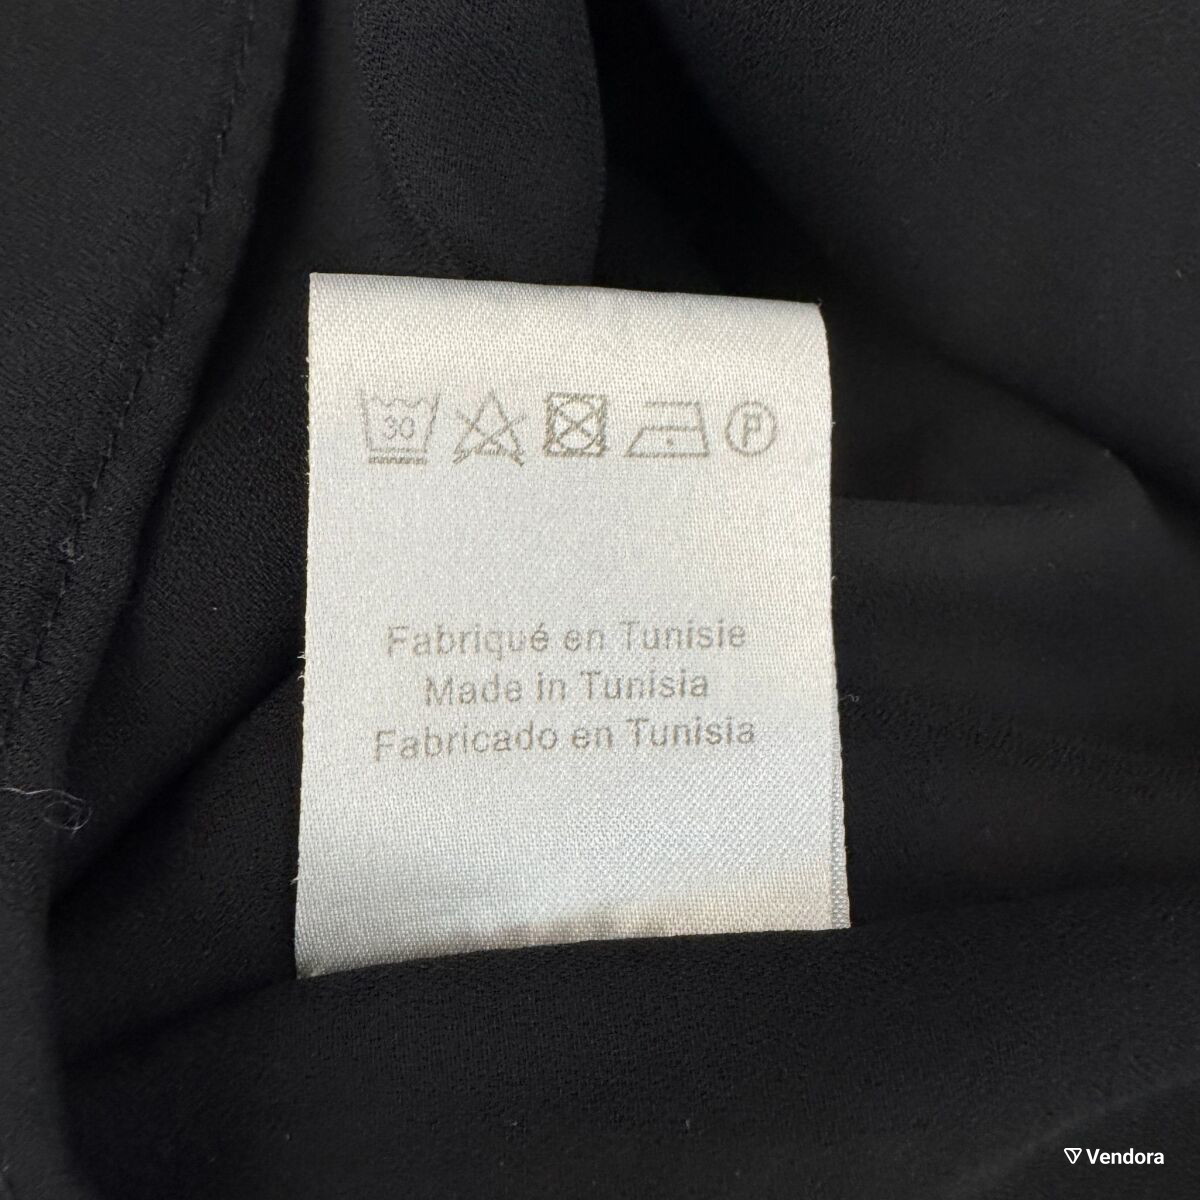 30 P
Fabriqué en Tunisie
Made in Tunisia
Fabricado en Tunisia
Vendora